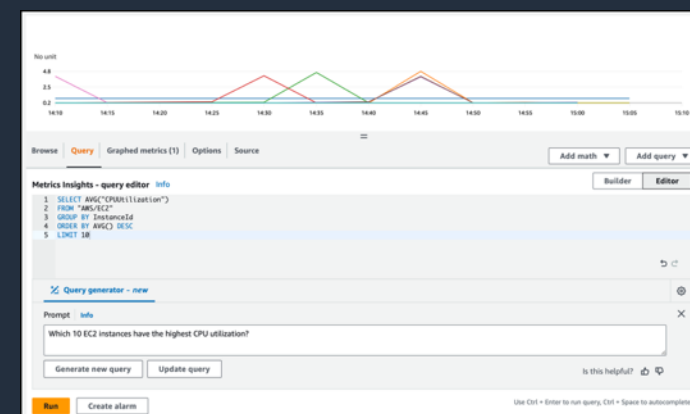 No unit
4.8
2.5
0.2
14:10 14:15 14:20 14:25 14:30 14:35 14:40 14:45 14:50 14:55 15:00 15:05 15:10
Browse Query Graphed metrics (1) Options Source
Add math ▼ Add query ▼
Metrics Insights - query editor Info
Builder Editor
1 SELECT AVG("CPUUtilization")
2 FROM "AWS/EC2"
3 GROUP BY InstanceId
4 ORDER BY AVG() DESC
5 LIMIT 10
Query generator - new
Prompt Info
Which 10 EC2 instances have the highest CPU utilization?
Generate new query Update query
Is this helpful?
Run Create alarm
Use Ctrl + Enter to run query, Ctrl + Space to autocomplete